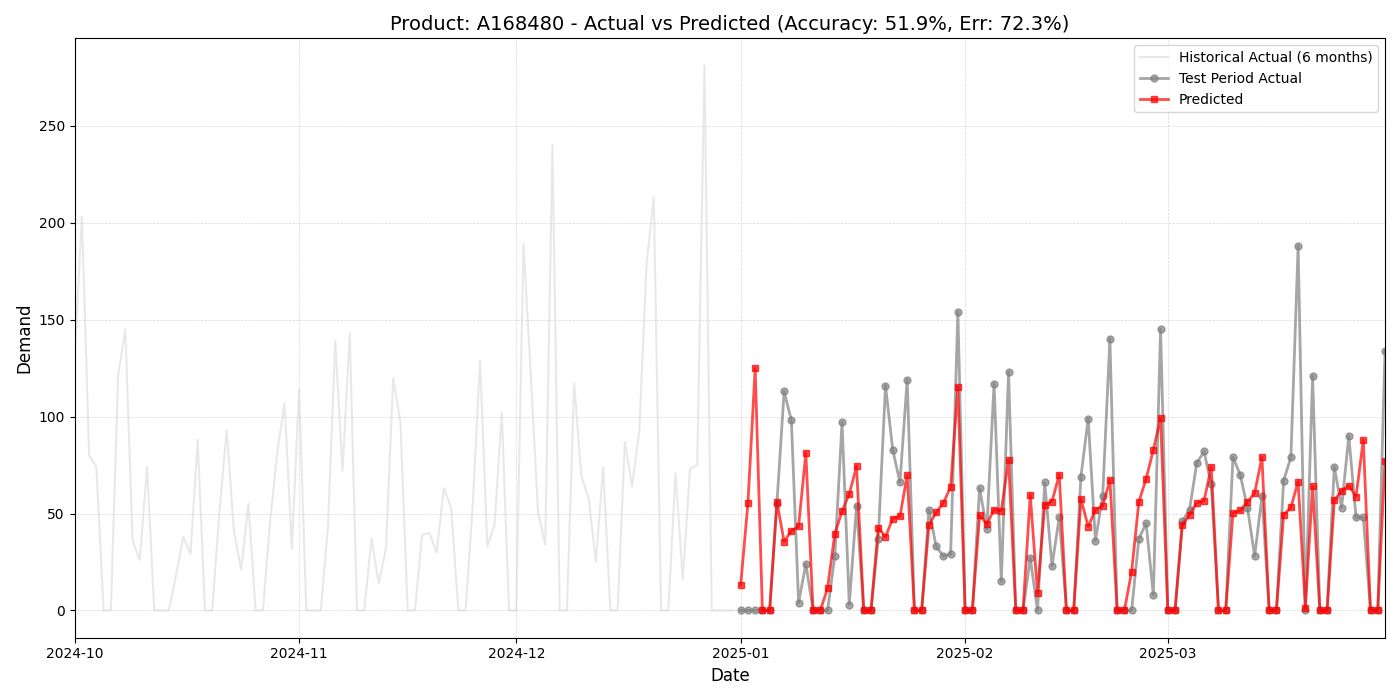 Product: A168480 - Actual vs Predicted (Accuracy: 51.9%, Err: 72.3%)
Historical Actual (6 months)
Test Period Actual
Predicted
Demand
250
200
150
100
50
0
2024-10
2024-11
2024-12
2025-01
2025-02
2025-03
Date